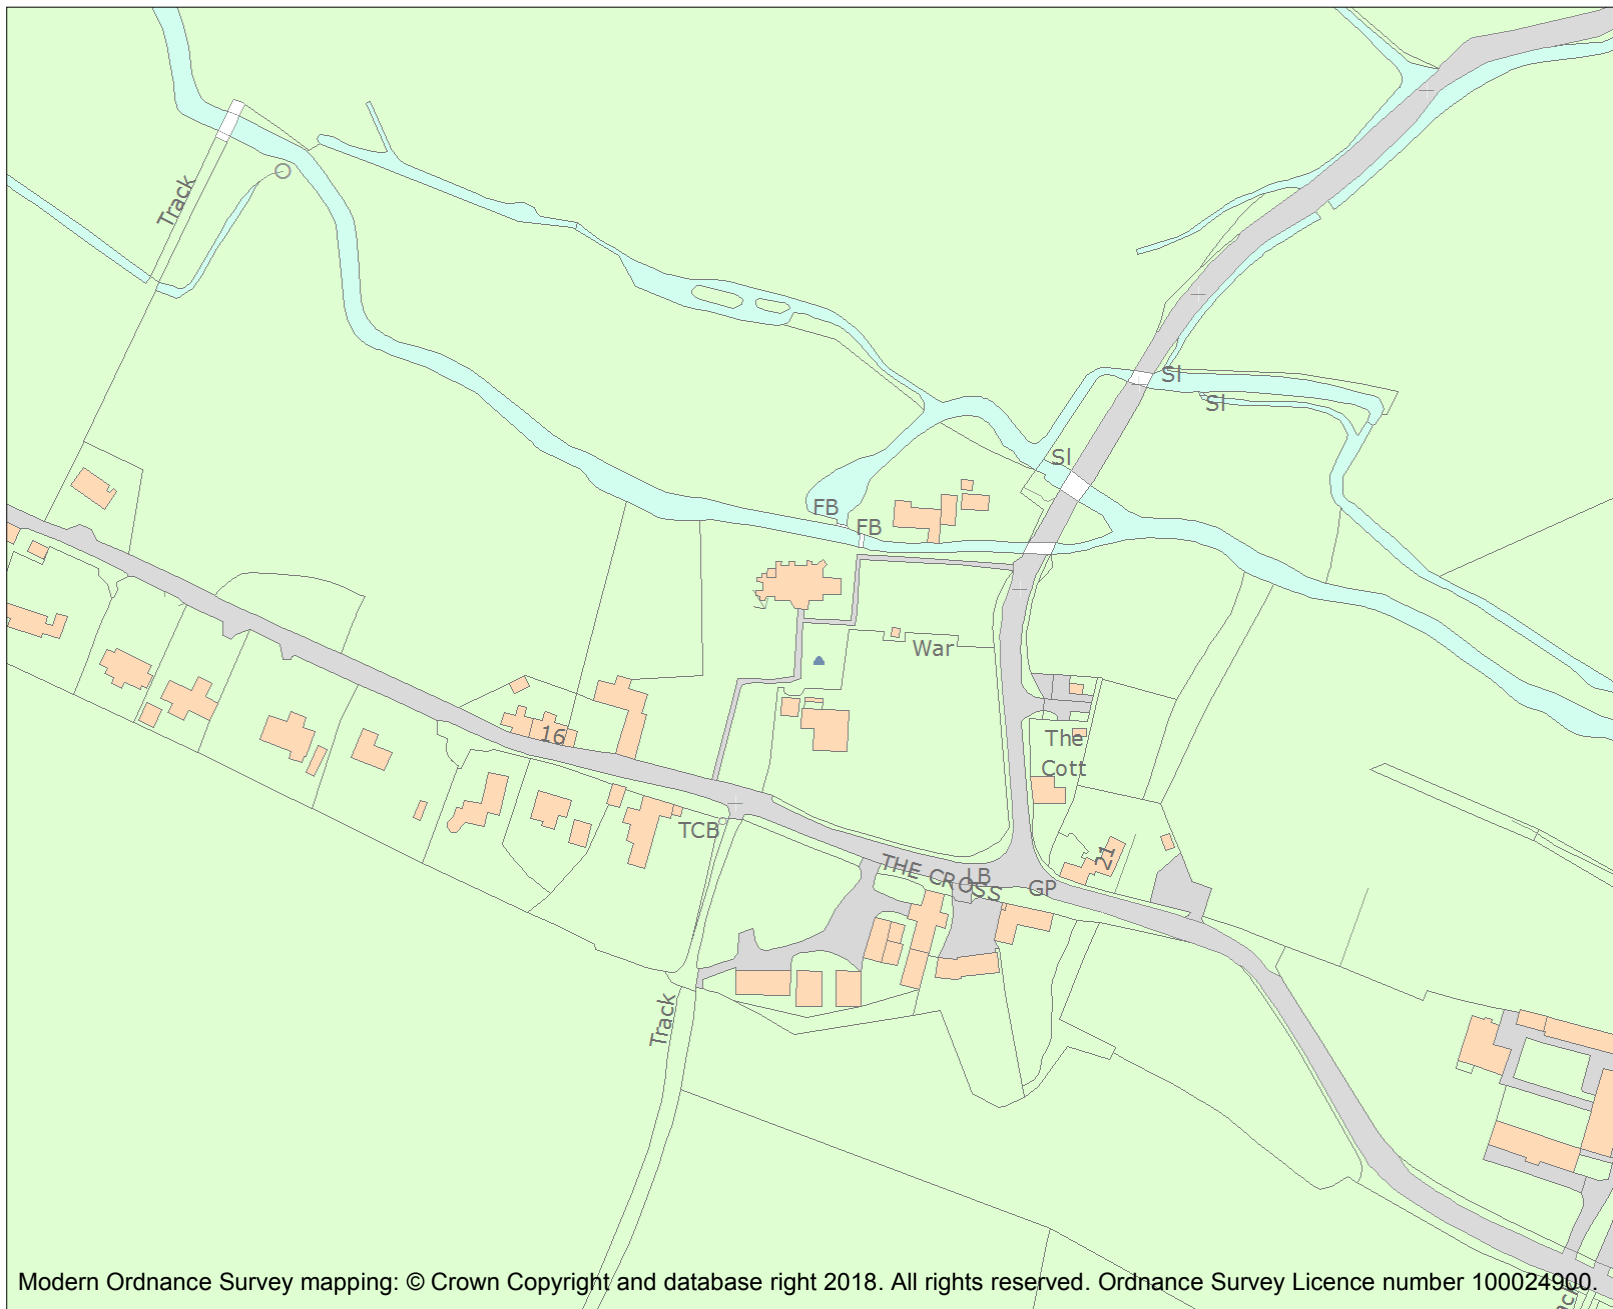 Track
Sl
Sl
Sl
FB
FB
War
16
The
Cott
TCB
21
THE CROSS
LB
GP
Track
Modern Ordnance Survey mapping: © Crown Copyright and database right 2018. All rights reserved. Ordnance Survey Licence number 100024900.